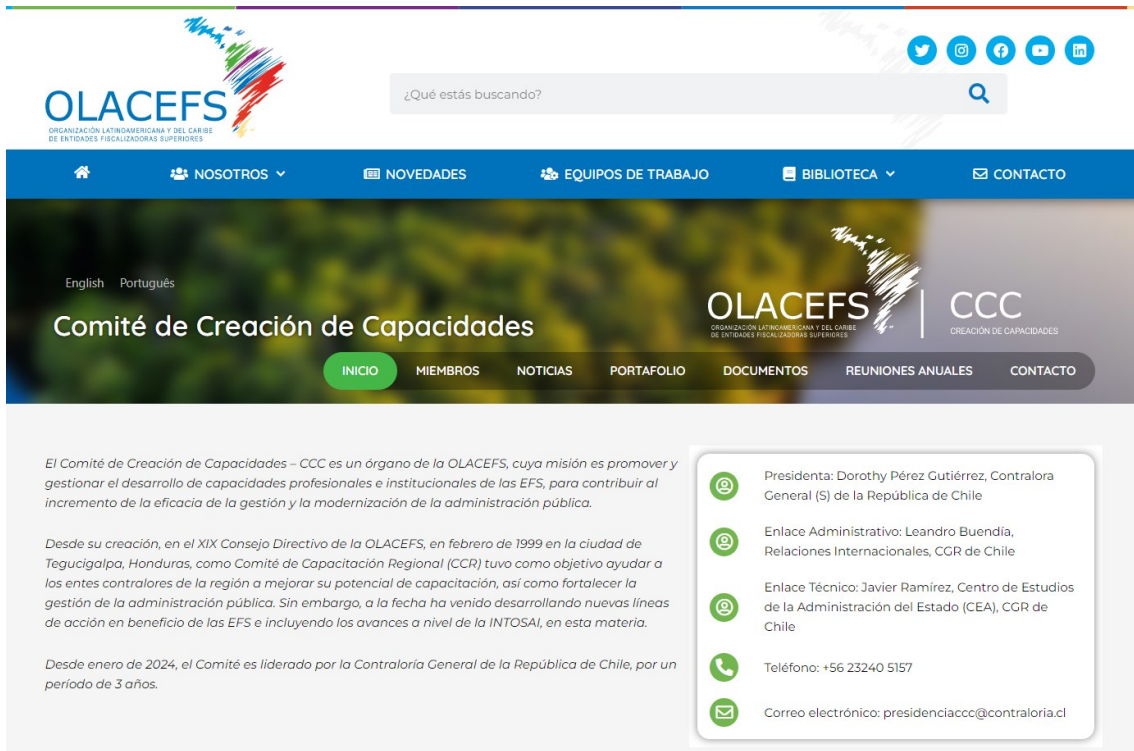 OLACEFS
ORGANIZACIÓN LATINOAMERICANA Y DEL CARIBE
DE ENTIDADES FISCALIZADORAS SUPERIORES
¿Qué estás buscando?
NOSOTROS
NOVEDADES
EQUIPOS DE TRABAJO
BIBLIOTECA
CONTACTO
English Português
Comité de Creación de Capacidades
OLACEFS
ORGANIZACIÓN LATINOAMERICANA Y DEL CARIBE
DE ENTIDADES FISCALIZADORAS SUPERIORES
CCC
CREACIÓN DE CAPACIDADES
INICIO
MIEMBROS
NOTICIAS
PORTAFOLIO
DOCUMENTOS
REUNIONES ANUALES
CONTACTO
El Comité de Creación de Capacidades – CCC es un órgano de la OLACEFS, cuya misión es promover y
gestionar el desarrollo de capacidades profesionales e institucionales de las EFS, para contribuir al
incremento de la eficacia de la gestión y la modernización de la administración pública.
Desde su creación, en el XIX Consejo Directivo de la OLACEFS, en febrero de 1999 en la ciudad de
Tegucigalpa, Honduras, como Comité de Capacitación Regional (CCR) tuvo como objetivo ayudar a
los entes contralores de la región a mejorar su potencial de capacitación, así como fortalecer la
gestión de la administración pública. Sin embargo, a la fecha ha venido desarrollando nuevas líneas
de acción en beneficio de las EFS e incluyendo los avances a nivel de la INTOSAI, en esta materia.
Desde enero de 2024, el Comité es liderado por la Contraloría General de la República de Chile, por un
período de 3 años.
Presidenta: Dorothy Pérez Gutiérrez, Contralora
General (S) de la República de Chile
Enlace Administrativo: Leandro Buendía,
Relaciones Internacionales, CGR de Chile
Enlace Técnico: Javier Ramírez, Centro de Estudios
de la Administración del Estado (CEA), CGR de
Chile
Teléfono: +56 23240 5157
Correo electrónico: presidenciaccc@contraloria.cl